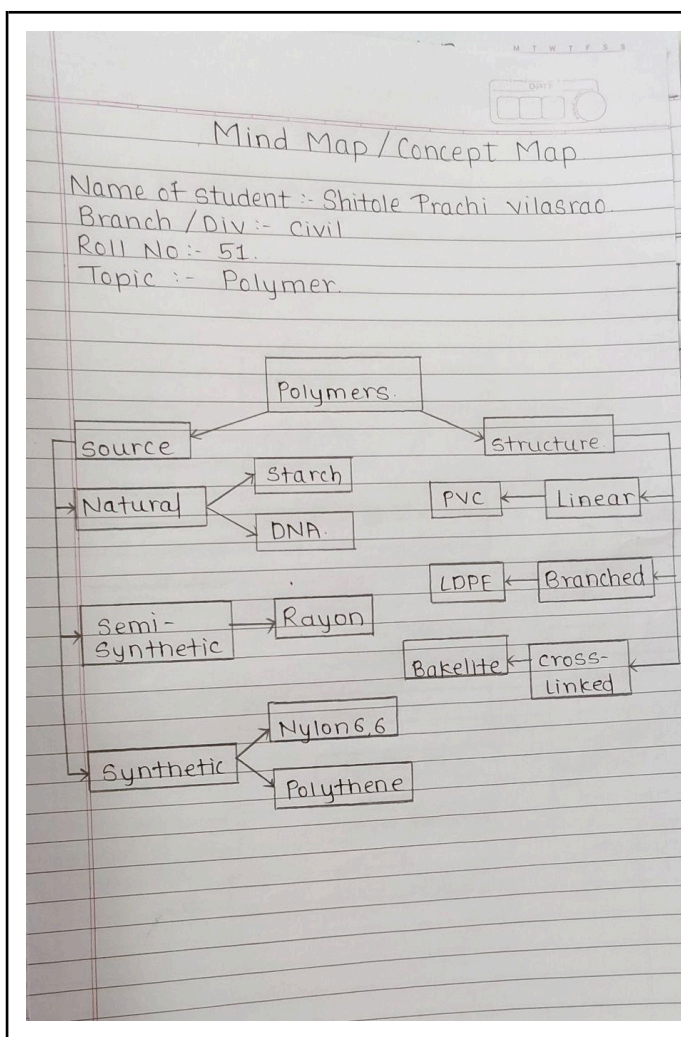 M T W T F S S
DATE
Mind Map / Concept Map
Name of student :- Shitole Prachi vilasrao.
Branch / Div :- Civil
Roll No :- 51.
Topic :- Polymer.
Polymers.
Source
Structure.
Natural
Starch
DNA.
PVC
Linear
LDPE
Branched
Semi-
Synthetic
Rayon
Bakelite
cross-
Linked
Synthetic
Nylon 6,6
Polythene